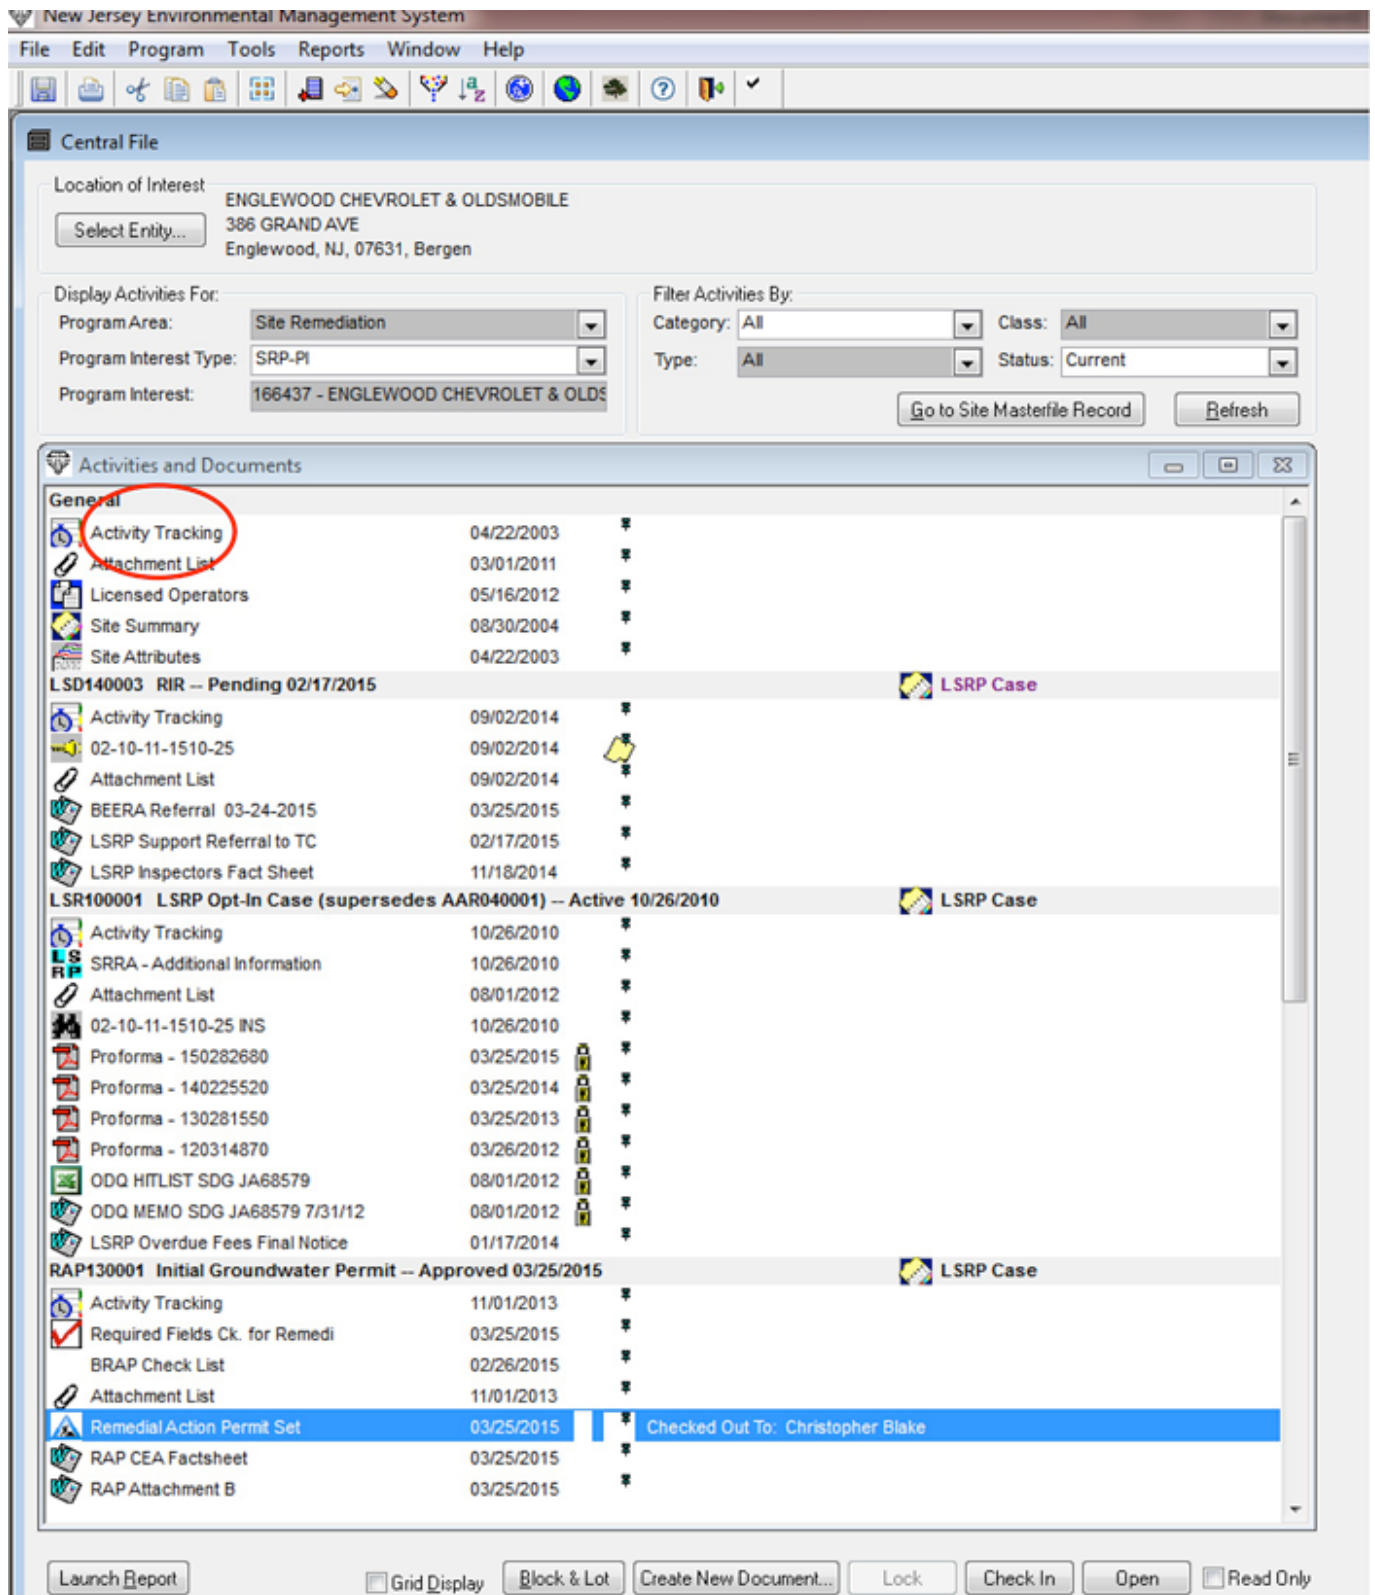 New Jersey Environmental Management System
File Edit Program Tools Reports Window Help
Central File
Location of Interest
ENGLEWOOD CHEVROLET & OLDSMOBILE
Select Entity...
386 GRAND AVE
Englewood, NJ, 07631, Bergen
Display Activities For:
Program Area: Site Remediation
Program Interest Type: SRP-PI
Program Interest: 166437 - ENGLEWOOD CHEVROLET & OLDS
Filter Activities By:
Category: All Class: All
Type: All Status: Current
Go to Site Masterfile Record Refresh
Activities and Documents
General
Activity Tracking 04/22/2003
Attachment List 03/01/2011
Licensed Operators 05/16/2012
Site Summary 08/30/2004
Site Attributes 04/22/2003
LSD140003 RIR -- Pending 02/17/2015 LSRP Case
Activity Tracking 09/02/2014
02-10-11-1510-25 09/02/2014
Attachment List 09/02/2014
BEERA Referral 03-24-2015 03/25/2015
LSRP Support Referral to TC 02/17/2015
LSRP Inspectors Fact Sheet 11/18/2014
LSR100001 LSRP Opt-In Case (supersedes AAR040001) -- Active 10/26/2010 LSRP Case
Activity Tracking 10/26/2010
LSRP SRRA - Additional Information 10/26/2010
Attachment List 08/01/2012
02-10-11-1510-25 INS 10/26/2010
Proforma - 150282680 03/25/2015
Proforma - 140225520 03/25/2014
Proforma - 130281550 03/25/2013
Proforma - 120314870 03/26/2012
ODQ HITLIST SDG JA68579 08/01/2012
ODQ MEMO SDG JA68579 7/31/12 08/01/2012
LSRP Overdue Fees Final Notice 01/17/2014
RAP130001 Initial Groundwater Permit -- Approved 03/25/2015 LSRP Case
Activity Tracking 11/01/2013
Required Fields Ck. for Remedi 03/25/2015
BRAP Check List 02/26/2015
Attachment List 11/01/2013
Remedial Action Permit Set 03/25/2015 Checked Out To: Christopher Blake
RAP CEA Factsheet 03/25/2015
RAP Attachment B 03/25/2015
Launch Report Grid Display Block & Lot Create New Document... Lock Check In Open Read Only